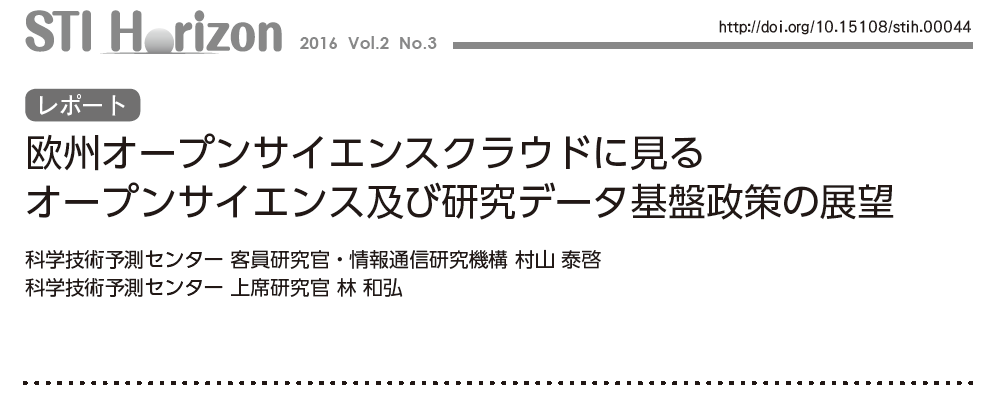 STI Horizon 2016 Vol.2 No.3
http://doi.org/10.15108/stih.00044
レポート
欧州オープンサイエンスクラウドに見る
オープンサイエンス及び研究データ基盤政策の展望
科学技術予測センター 客員研究官・情報通信研究機構 村山 泰啓
科学技術予測センター 上席研究官 林 和弘